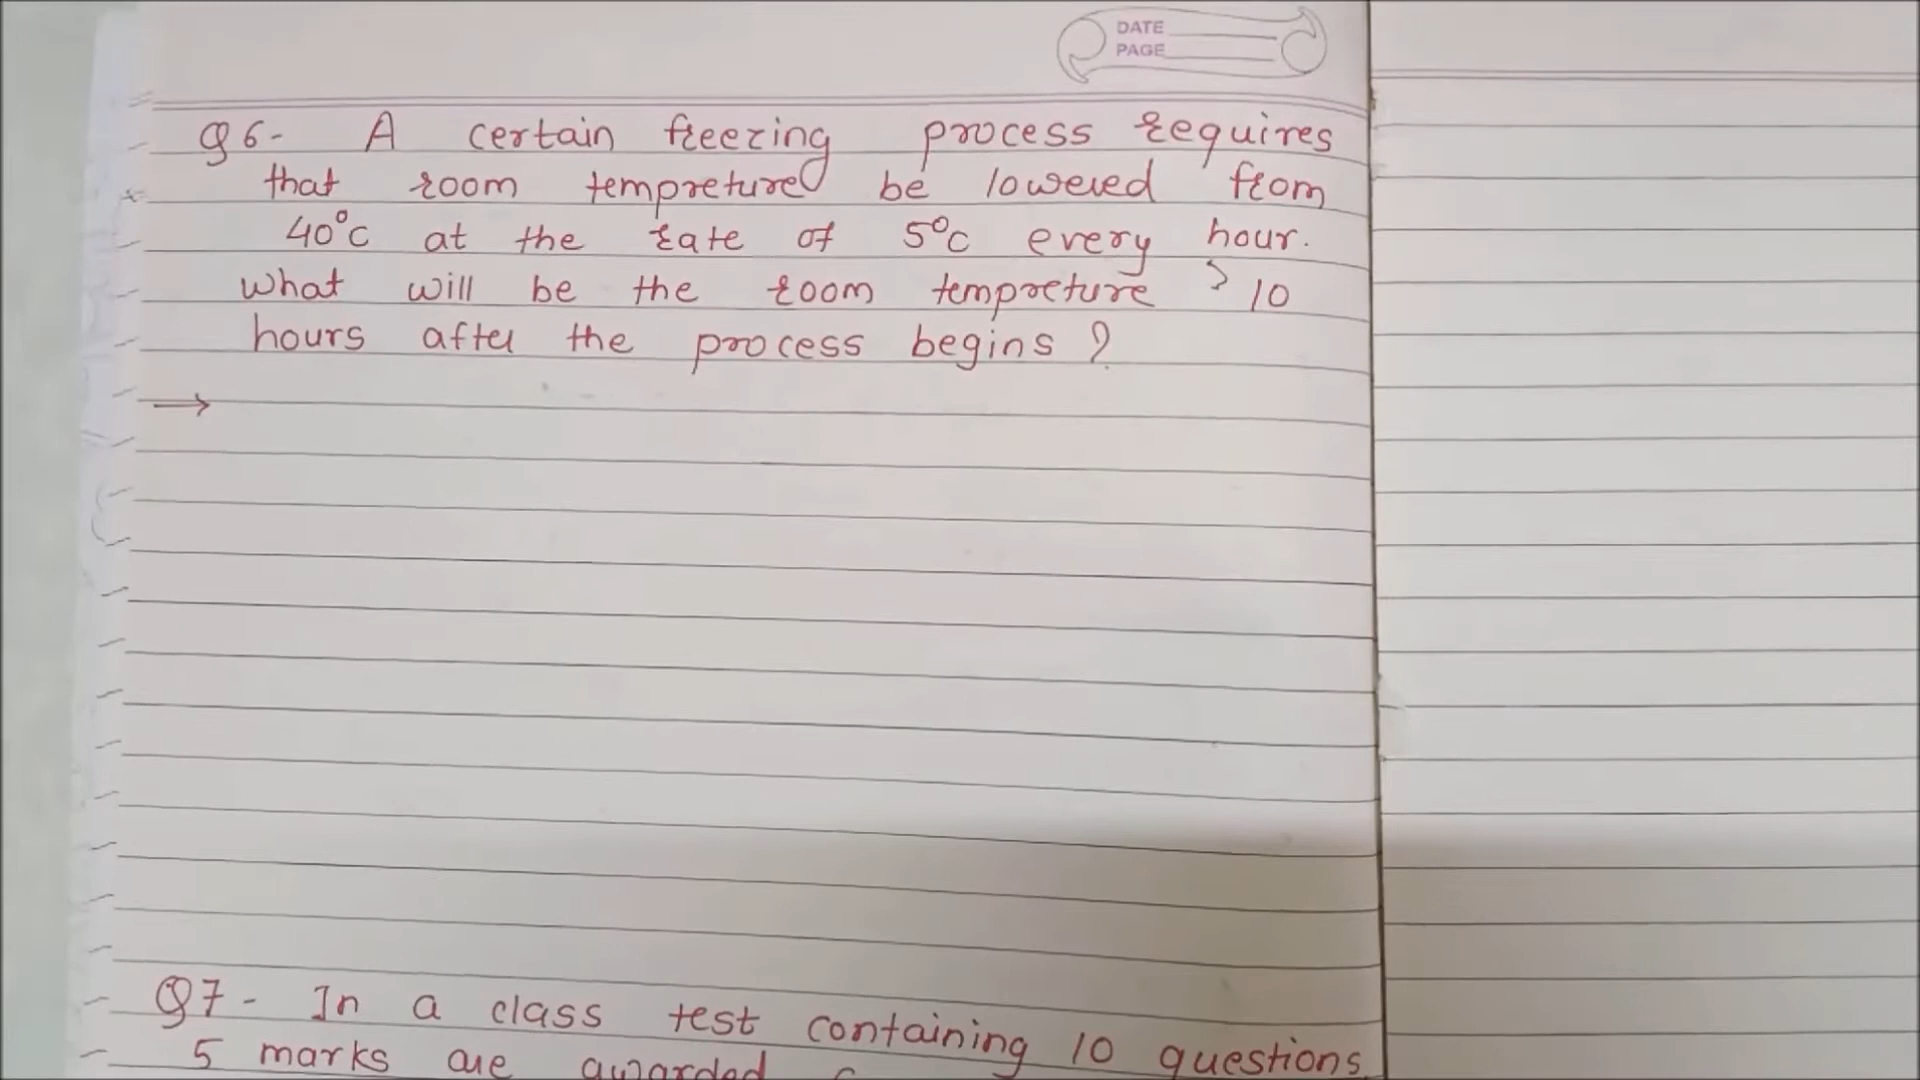 DATE
PAGE
Q6- A certain freezing process requires
that room tempreture be lowered from
40°c at the rate of 5°c every hour.
what will be the room tempreture 10
hours after the process begins ?
→
Q7- In a class test containing 10 questions
5 marks are awarded